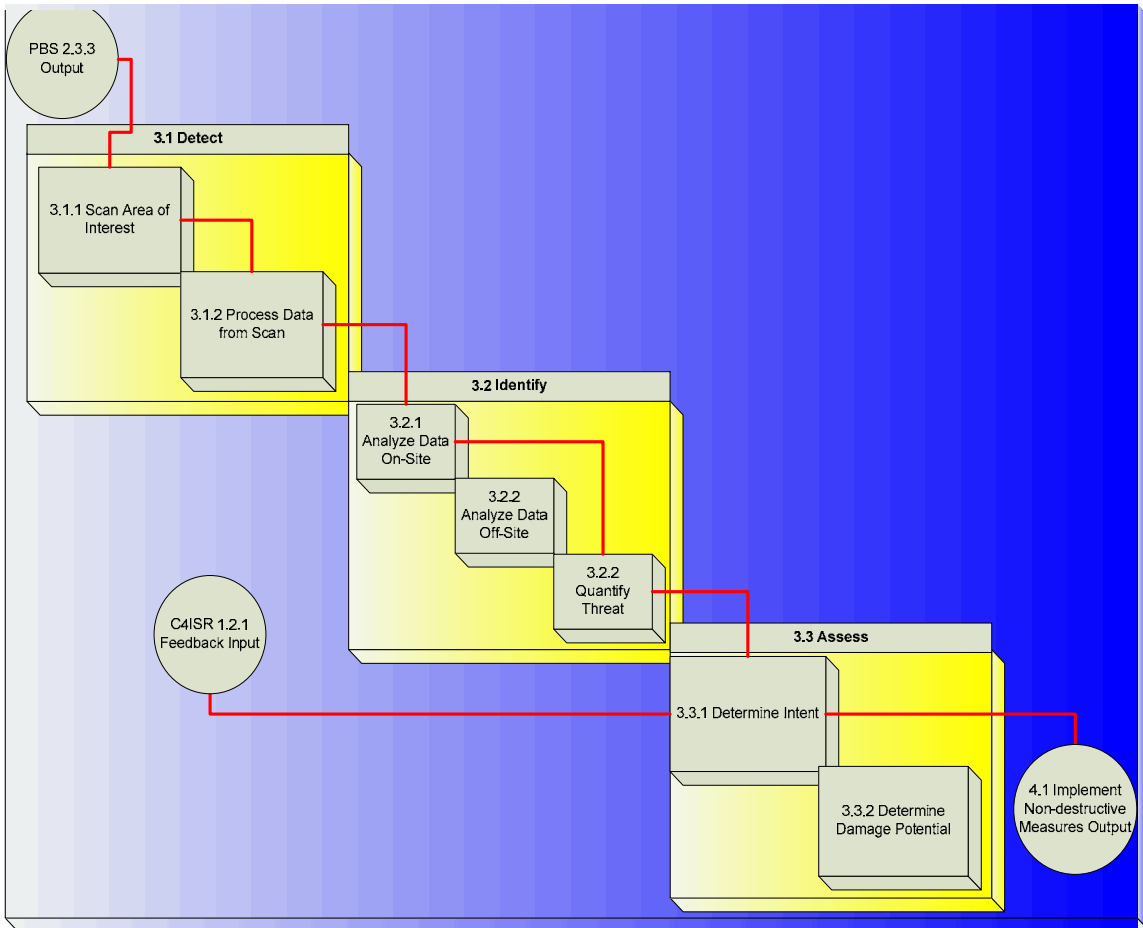 PBS 2.3.3
Output
3.1 Detect
3.1.1 Scan Area of
Interest
3.1.2 Process Data
from Scan
3.2 Identify
3.2.1
Analyze Data
On-Site
3.2.2
Analyze Data
Off-Site
3.2.2
Quantify
Threat
C4ISR 1.2.1
Feedback Input
3.3 Assess
3.3.1 Determine Intent
3.3.2 Determine
Damage Potential
4.1 Implement
Non-destructive
Measures Output